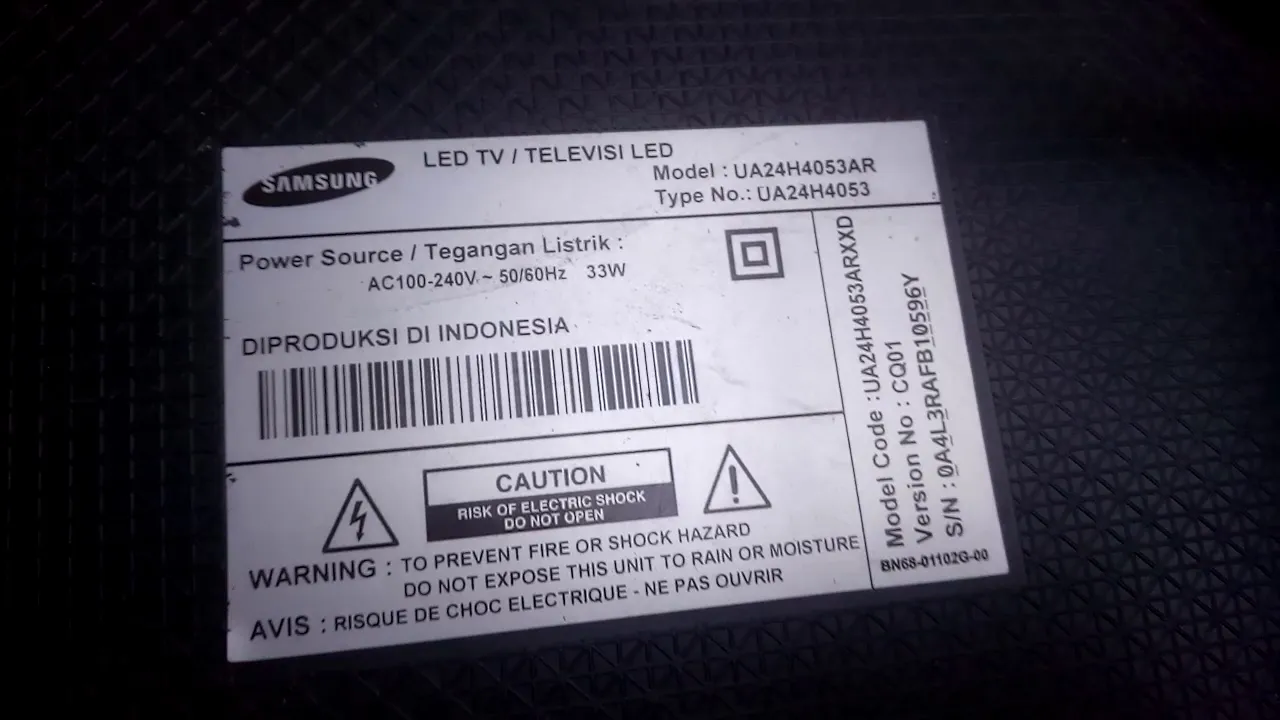 SAMSUNG
LED TV / TELEVISI LED
Model : UA24H4053AR
Type No.: UA24H4053
Power Source / Tegangan Listrik :
AC100-240V ~ 50/60Hz 33W
DIPRODUKSI DI INDONESIA
CAUTION
RISK OF ELECTRIC SHOCK
DO NOT OPEN
WARNING : TO PREVENT FIRE OR SHOCK HAZARD
DO NOT EXPOSE THIS UNIT TO RAIN OR MOISTURE
AVIS : RISQUE DE CHOC ELECTRIQUE - NE PAS OUVRIR
Model Code : UA24H4053ARXXD
Version No : CQ01
S/N : 0A4L3RAFB10596Y
BN68-01102G-00